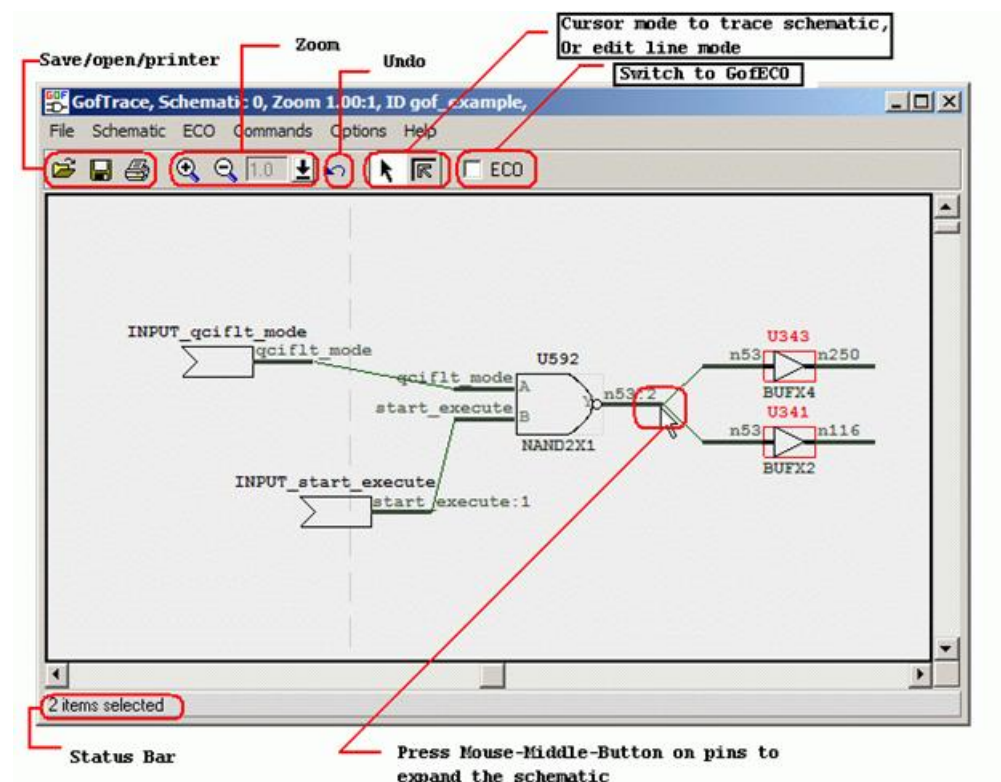 Cursor mode to trace schematic,
Or edit line mode
Zoom
Save/open/printer
Undo
Switch to GofECO
GOF
GofTrace, Schematic 0, Zoom 1.00:1, ID gof_example,
File Schematic ECO Commands Options Help
1.0
ECO
INPUT_qciflt_mode
qciflt_mode
U592
U343
n53
n250
qciflt_mode
A
n53:2
start_execute
B
Y
BUFX4
U341
NAND2X1
n53
n116
BUFX2
INPUT_start_execute
start_execute:1
2 items selected
Status Bar
Press Mouse-Middle-Button on pins to
expand the schematic